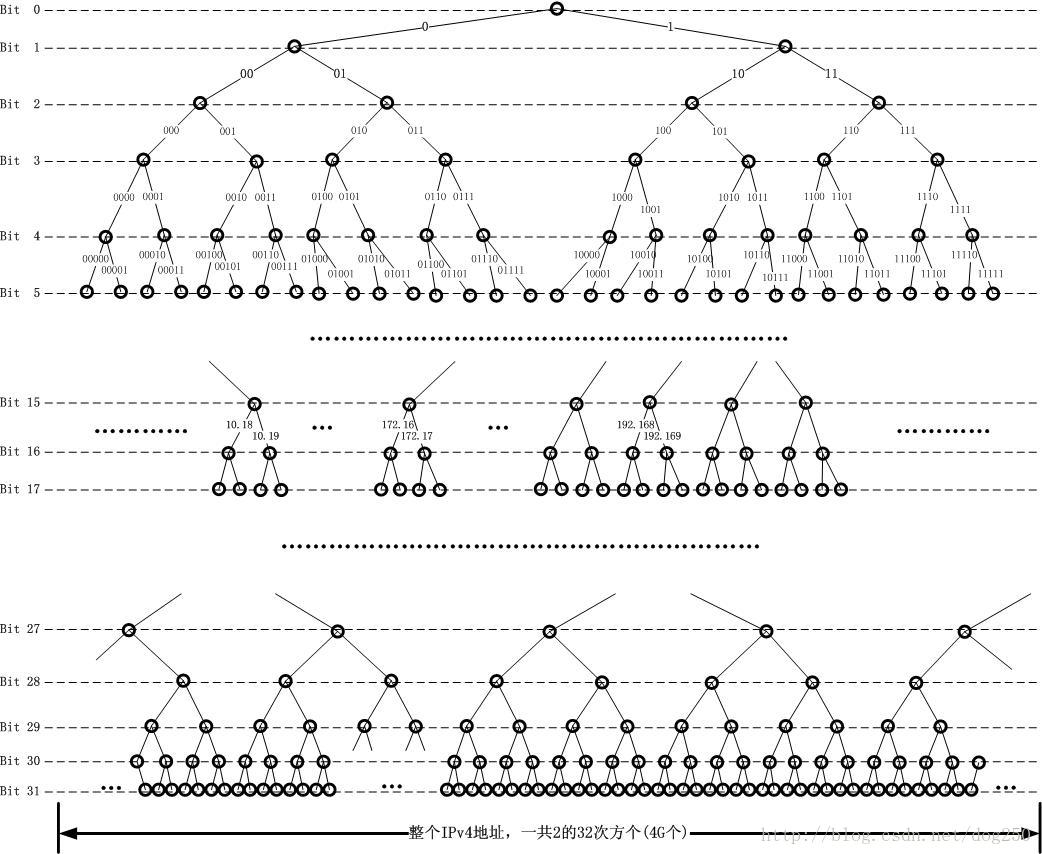 Bit 0
0 1
Bit 1
00 01 10 11
Bit 2
000 001 010 011 100 101 110 111
Bit 3
0000 0001 0010 0011 0100 0101 0110 0111 1000 1001 1010 1011 1100 1101 1110 1111
Bit 4
00000 00001 00010 00011 00100 00101 00110 00111 01000 01001 01010 01011 01100 01101 01110 01111 10000 10001 10010 10011 10100 10101 10110 10111 11000 11001 11010 11011 11100 11101 11110 11111
Bit 5
Bit 15
10.18 10.19 172.16 172.17 192.168 192.169
Bit 16
Bit 17
Bit 27
Bit 28
Bit 29
Bit 30
Bit 31
整个IPv4地址，一共2的32次方个(4G个)
http://blog.csdn.net/dog250